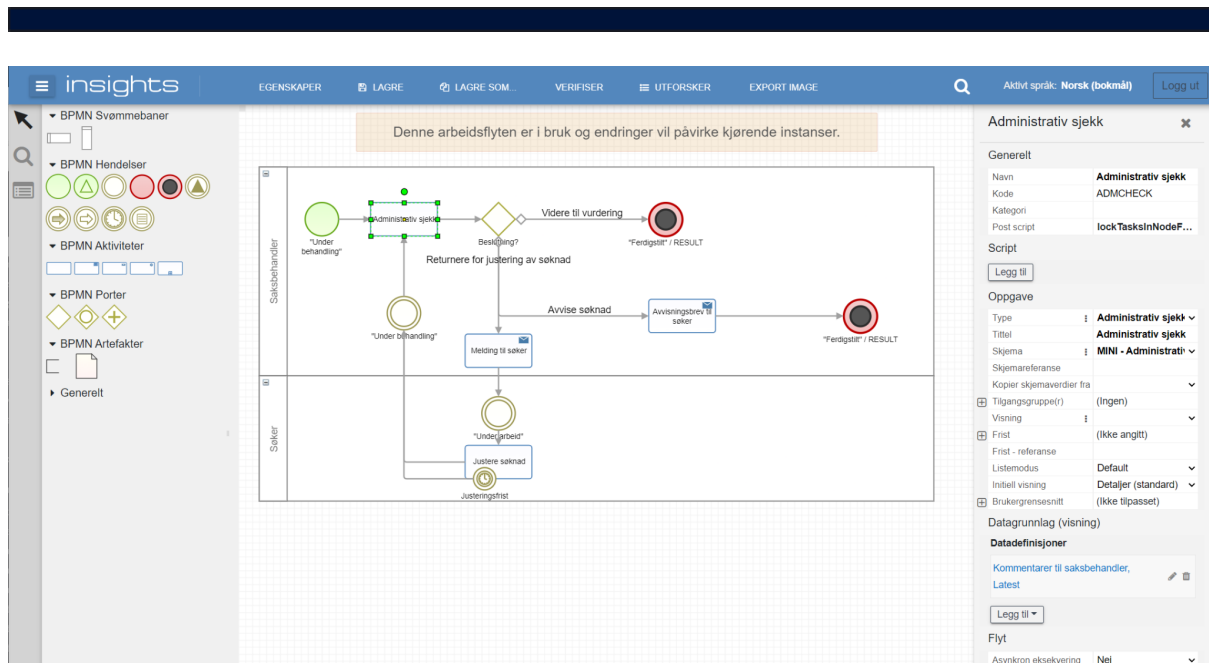 insights
EGENSKAPER
LAGRE
LAGRE SOM...
VERIFISER
UTFORSKER
EXPORT IMAGE
Aktivt språk: Norsk (bokmål)
Logg ut
BPMN Svømmebaner
BPMN Hendelser
BPMN Aktiviteter
BPMN Porter
BPMN Artefakter
Generelt
Denne arbeidsflyten er i bruk og endringer vil påvirke kjørende instanser.
Saksbehandler
"Under
behandling"
Administrativ sjekk
Beslutning?
Videre til vurdering
"Ferdigstilt" / RESULT
Returnere for justering av søknad
"Under behandling"
Avvise søknad
Avvisningsbrev til
søker
"Ferdigstilt" / RESULT
Melding til søker
Søker
"Under arbeid"
Justere søknad
Justeringsfrist
Administrativ sjekk
Generelt
Navn Administrativ sjekk
Kode ADMCHECK
Kategori
Post script lockTasksInNodeF...
Script
Legg til
Oppgave
Type Administrativ sjekk
Tittel Administrativ sjekk
Skjema MINI - Administrativ
Skjemareferanse
Kopier skjemaverdier fra
Tilgangsgruppe(r) (Ingen)
Visning
Frist (Ikke angitt)
Frist - referanse
Listemodus Default
Initiell visning Detaljer (standard)
Brukergrensesnitt (Ikke tilpasset)
Datagrunnlag (visning)
Datadefinisjoner
Kommentarer til saksbehandler,
Latest
Legg til
Flyt
Asynkron eksekvering Nei